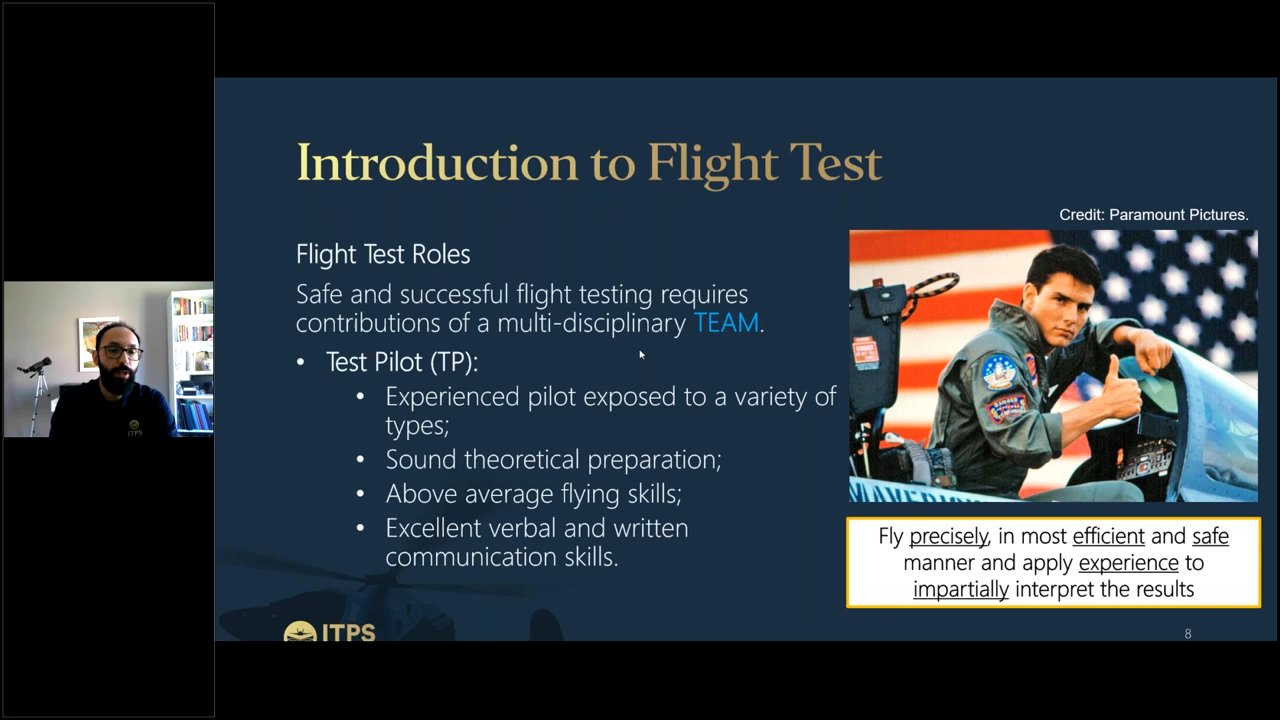 Introduction to Flight Test
Credit: Paramount Pictures.
Flight Test Roles
Safe and successful flight testing requires
contributions of a multi-disciplinary TEAM.
• Test Pilot (TP):
• Experienced pilot exposed to a variety of
types;
• Sound theoretical preparation;
• Above average flying skills;
• Excellent verbal and written
communication skills.
Fly precisely, in most efficient and safe
manner and apply experience to
impartially interpret the results
ITPS
8
ITPS